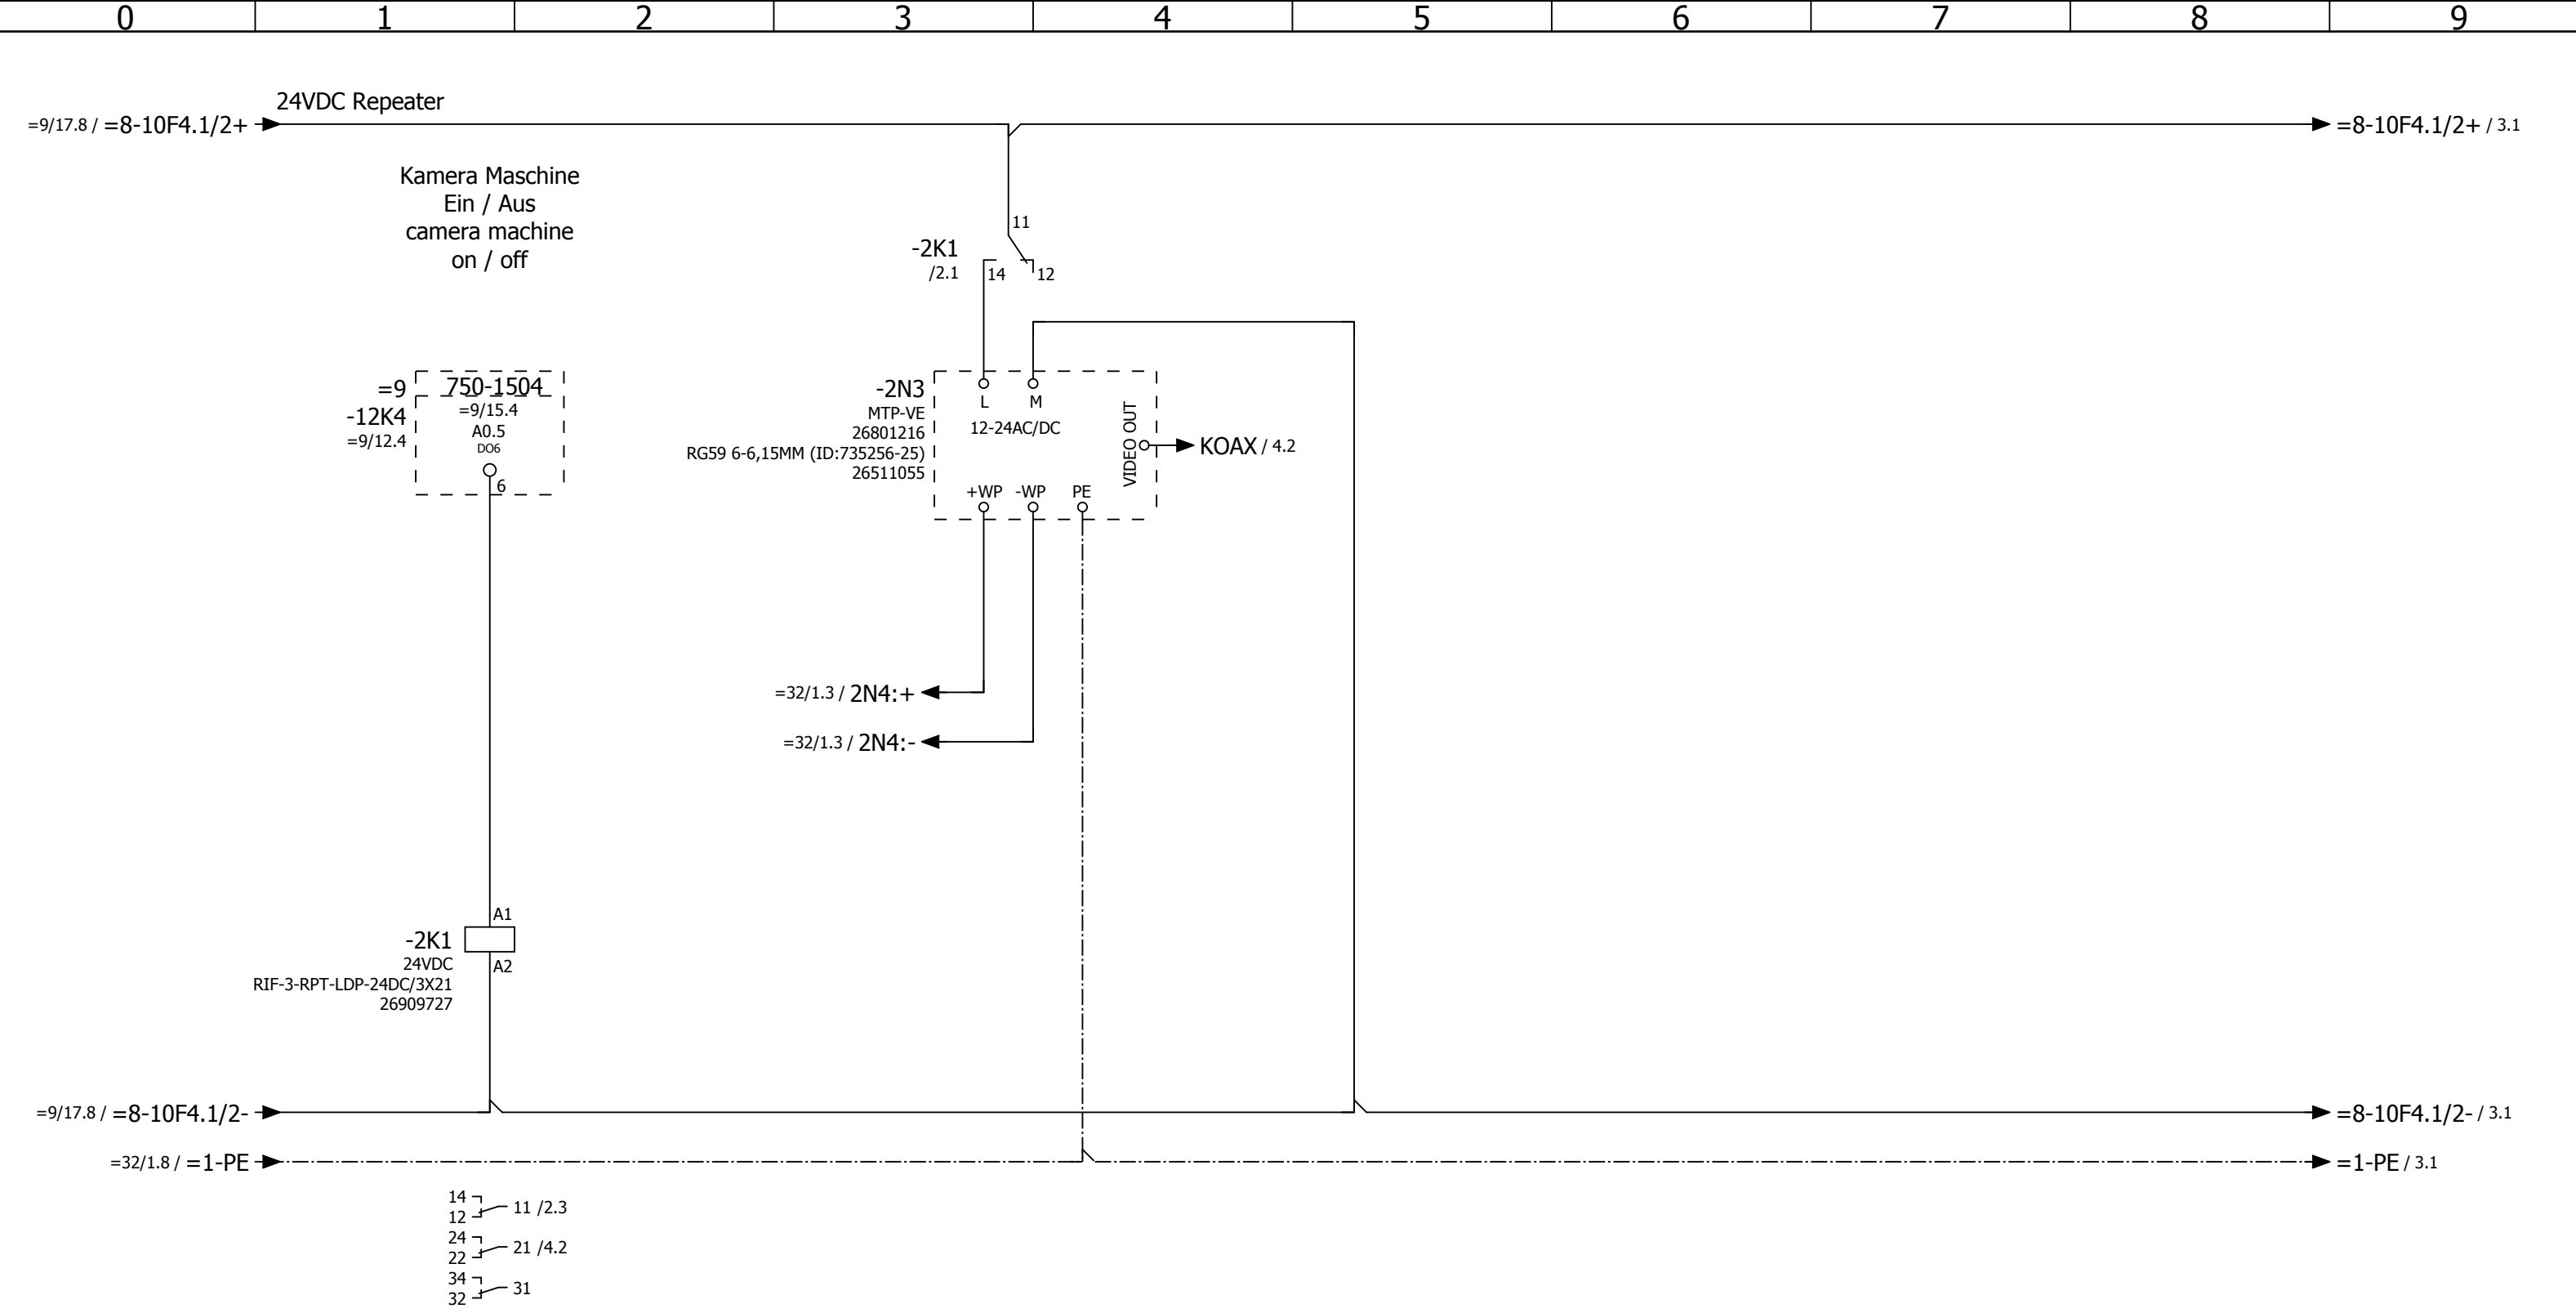 0 1 2 3 4 5 6 7 8 9
24VDC Repeater
=9/17.8 / =8-10F4.1/2+
=8-10F4.1/2+ / 3.1
Kamera Maschine
Ein / Aus
camera machine
on / off
11
-2K1
/2.1
14
12
=9
-12K4
=9/12.4
750-1504
=9/15.4
A0.5
DO6
6
-2N3
MTP-VE
26801216
RG59 6-6,15MM (ID:735256-25)
26511055
L M
12-24AC/DC
VIDEO OUT
+WP -WP PE
KOAX / 4.2
=32/1.3 / 2N4:+
=32/1.3 / 2N4:-
A1
-2K1
24VDC
RIF-3-RPT-LDP-24DC/3X21
26909727
A2
=9/17.8 / =8-10F4.1/2-
=8-10F4.1/2- / 3.1
=32/1.8 / =1-PE
=1-PE / 3.1
14
12
11 /2.3
24
22
21 /4.2
34
32
31